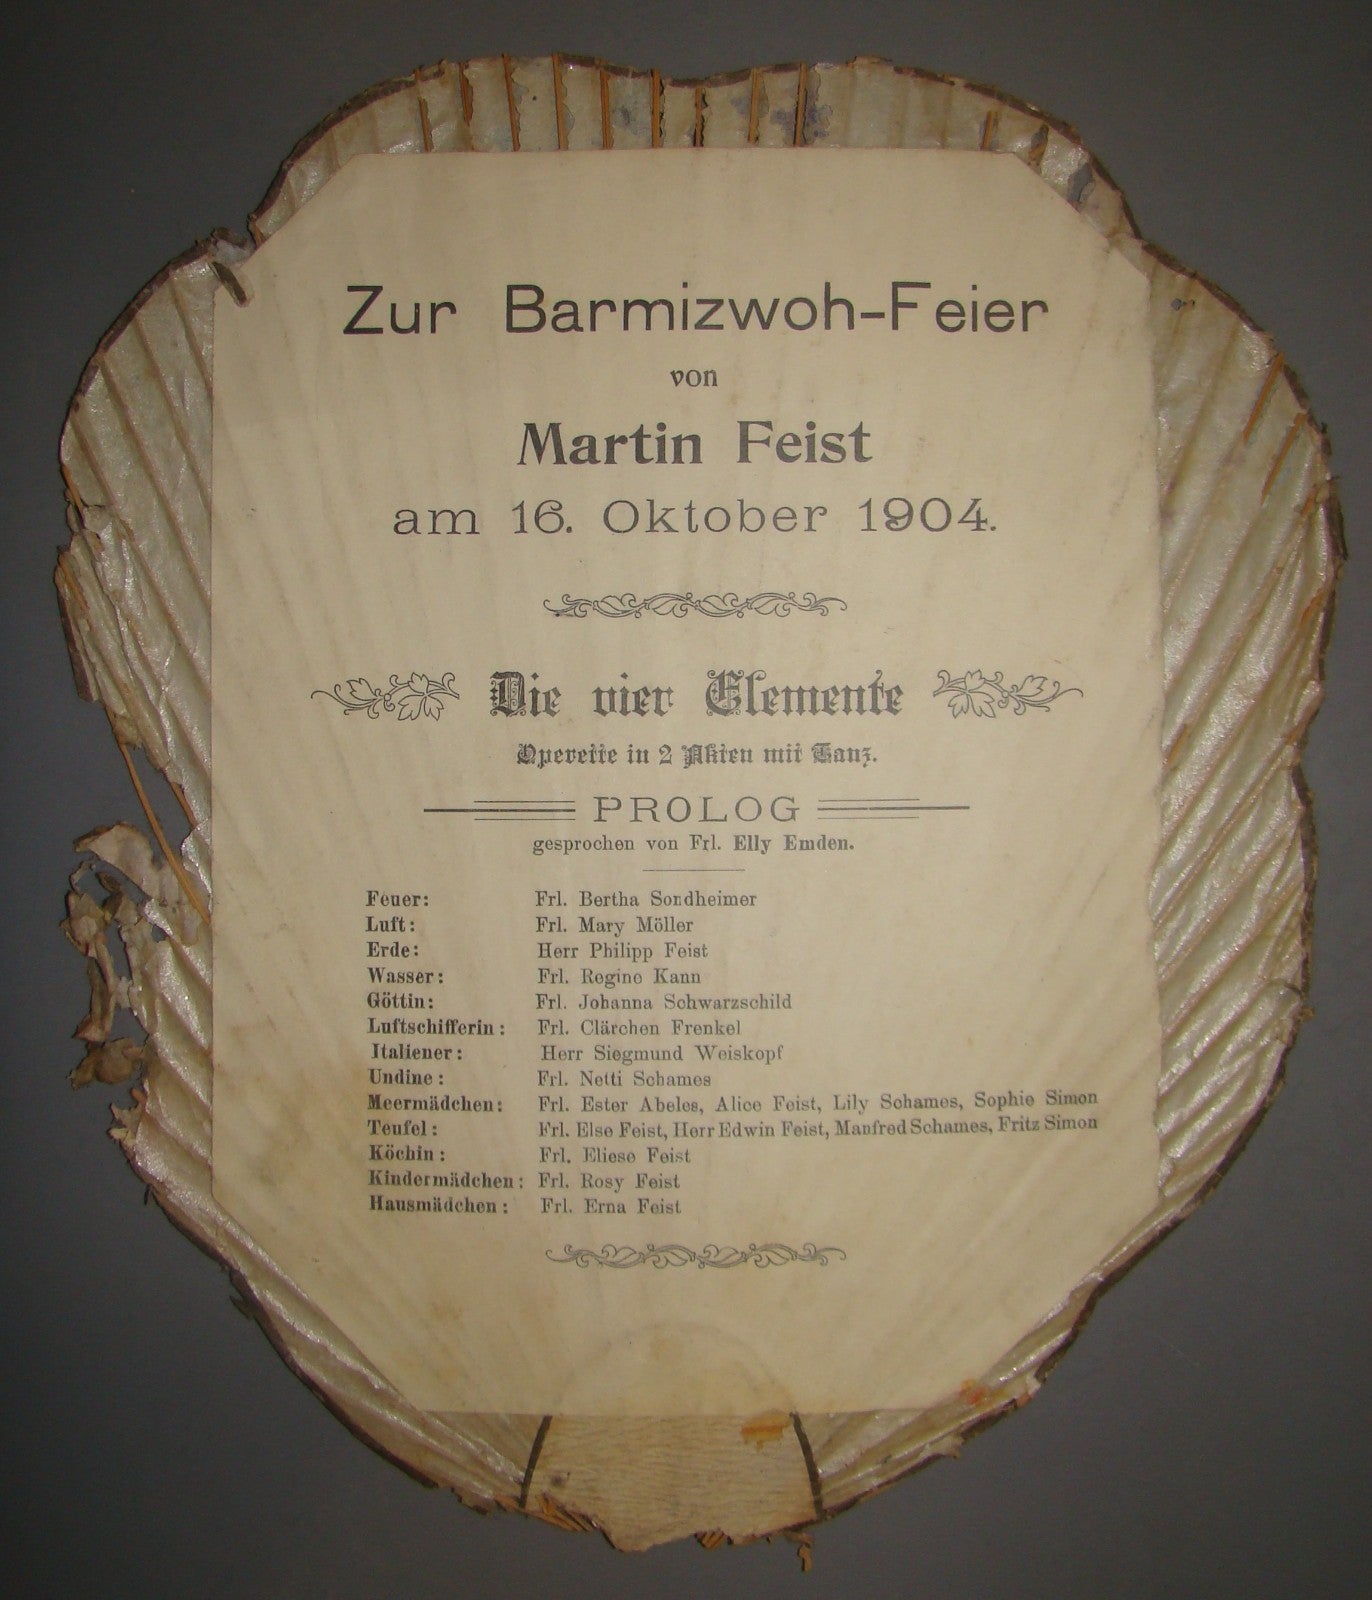 Zur Barmizwoh-Feier
von
Martin Feist
am 16. Oktober 1904.
Die vier Elemente
Operette in 2 Akten mit Tanz.
PROLOG
gesprochen von Frl. Elly Emden.
Feuer: Frl. Bertha Sondheimer
Luft: Frl. Mary Möller
Erde: Herr Philipp Feist
Wasser: Frl. Regine Kann
Göttin: Frl. Johanna Schwarzschild
Luftschifferin: Frl. Clärchen Frenkel
Italiener: Herr Siegmund Weiskopf
Undine: Frl. Netti Schames
Meermädchen: Frl. Ester Abeles, Alice Feist, Lily Schames, Sophie Simon
Teufel: Frl. Else Feist, Herr Edwin Feist, Manfred Schames, Fritz Simon
Köchin: Frl. Eliese Feist
Kindermädchen: Frl. Rosy Feist
Hausmädchen: Frl. Erna Feist